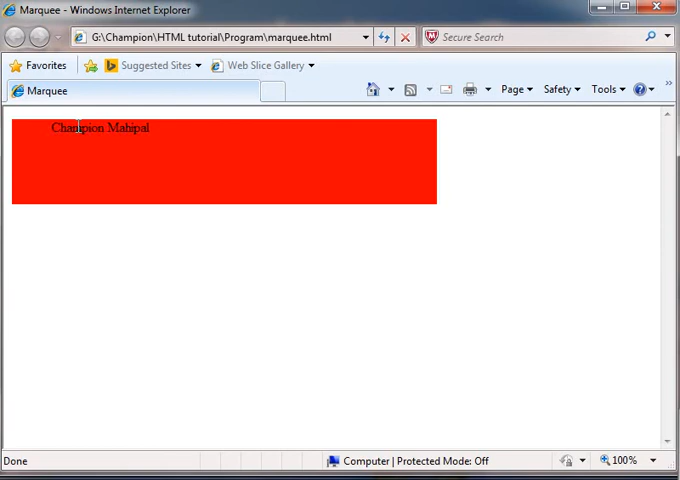 Marquee - Windows Internet Explorer
G:\Champion\HTML tutorial\Program\marquee.html
Secure Search
Favorites
Suggested Sites
Web Slice Gallery
Marquee
Page
Safety
Tools
»
Champion Mahipal
Done
Computer | Protected Mode: Off
100%